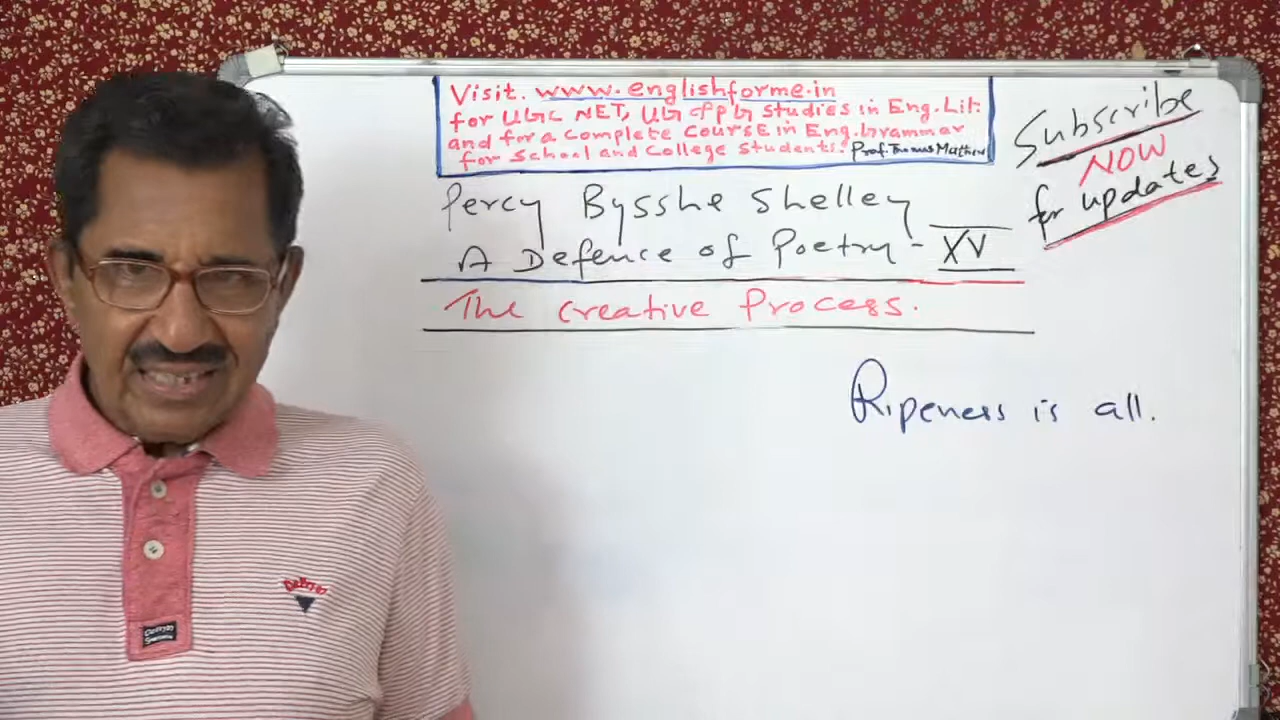 Visit. www.englishforme.in
for UGC NET, UG & PG Studies in Eng. Lit:
and for a complete course in Eng. Grammar
for School and College Students. Prof. Thomas Mathew
Percy Bysshe Shelley
A Defence of Poetry - XV
The Creative Process.
Ripeness is all.
Subscribe
NOW
for updates